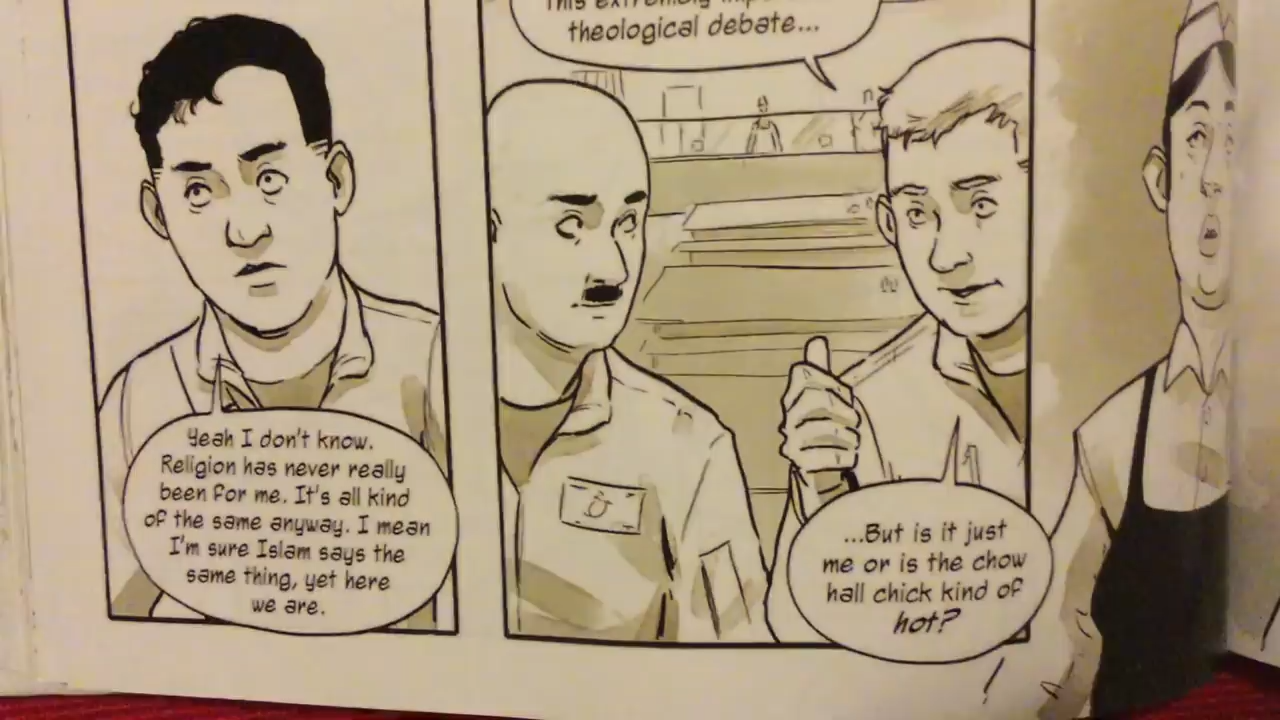 Yeah I don't know.
Religion has never really
been for me. It's all kind
of the same anyway. I mean
I'm sure Islam says the
same thing, yet here
we are.
This extremely
theological debate...
...But is it just
me or is the chow
hall chick kind of
hot?